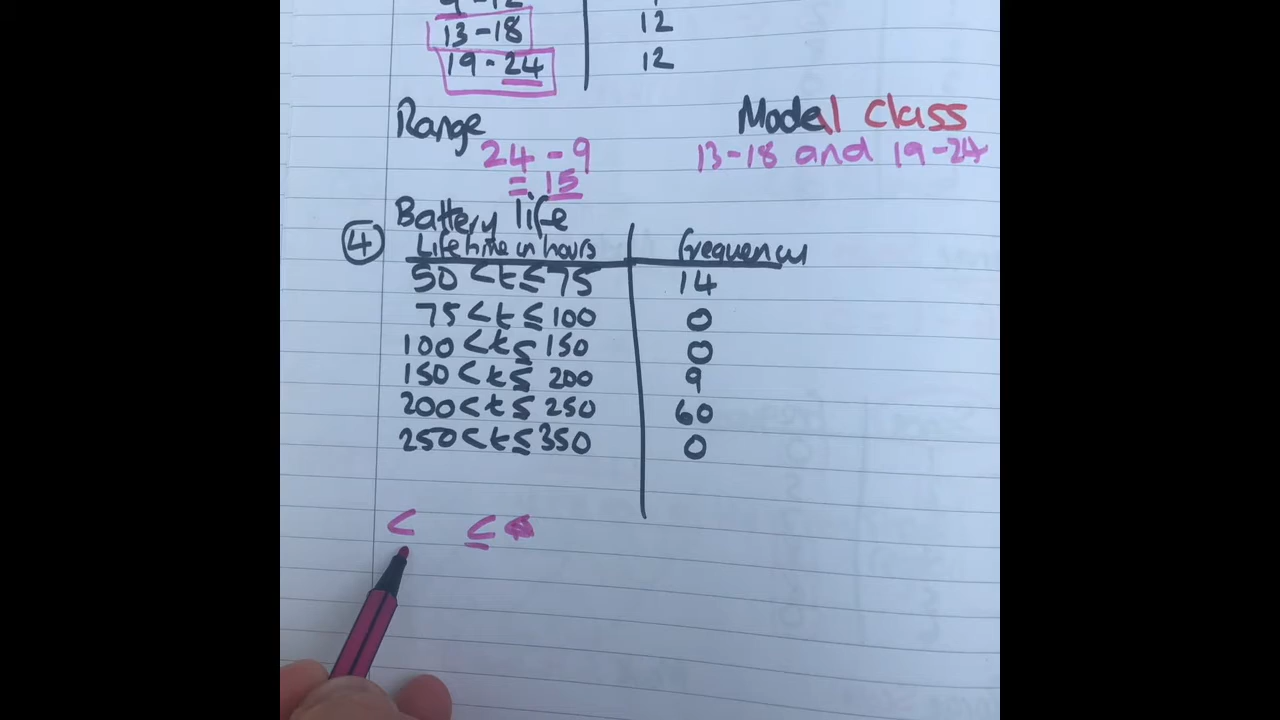 9-12
13-18 12
19-24 12
Range Modal Class
24-9 13-18 and 19-24
= 15
Battery life
④ Lifetime in hours frequency
50 < t ≤ 75 14
75 < t ≤ 100 0
100 < t ≤ 150 0
150 < t ≤ 200 9
200 < t ≤ 250 60
250 < t ≤ 350 0
< ≤